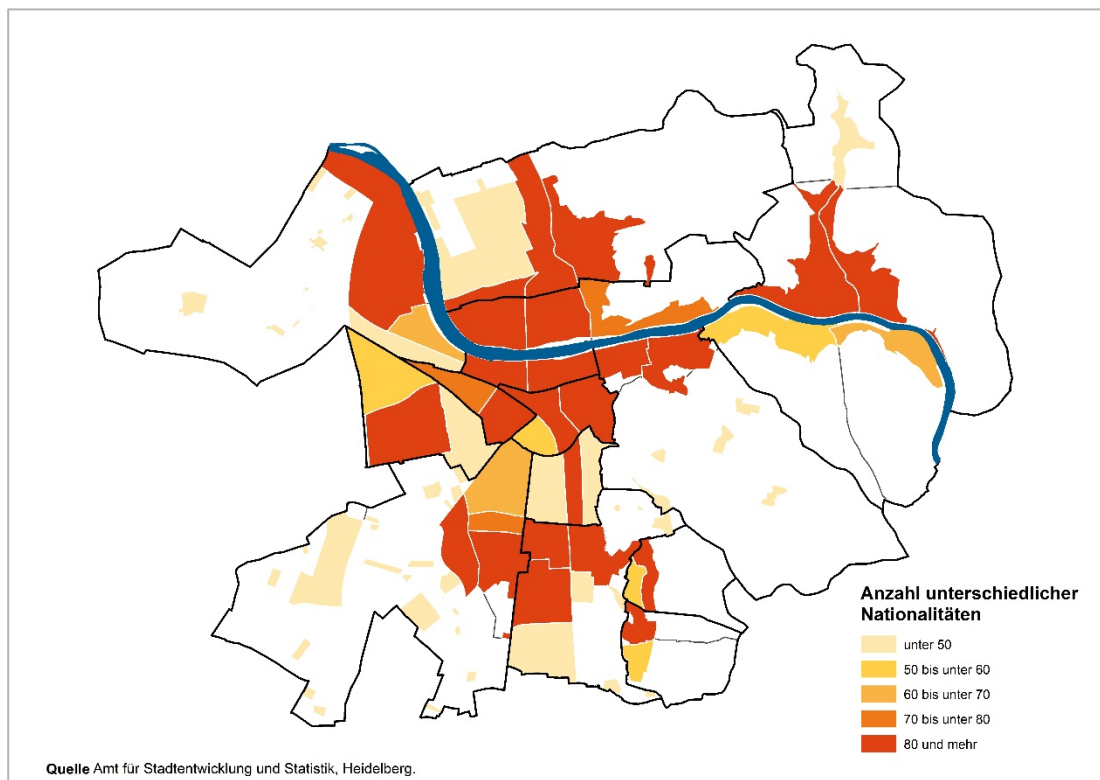 Anzahl unterschiedlicher
Nationalitäten
unter 50
50 bis unter 60
60 bis unter 70
70 bis unter 80
80 und mehr
Quelle Amt für Stadtentwicklung und Statistik, Heidelberg.